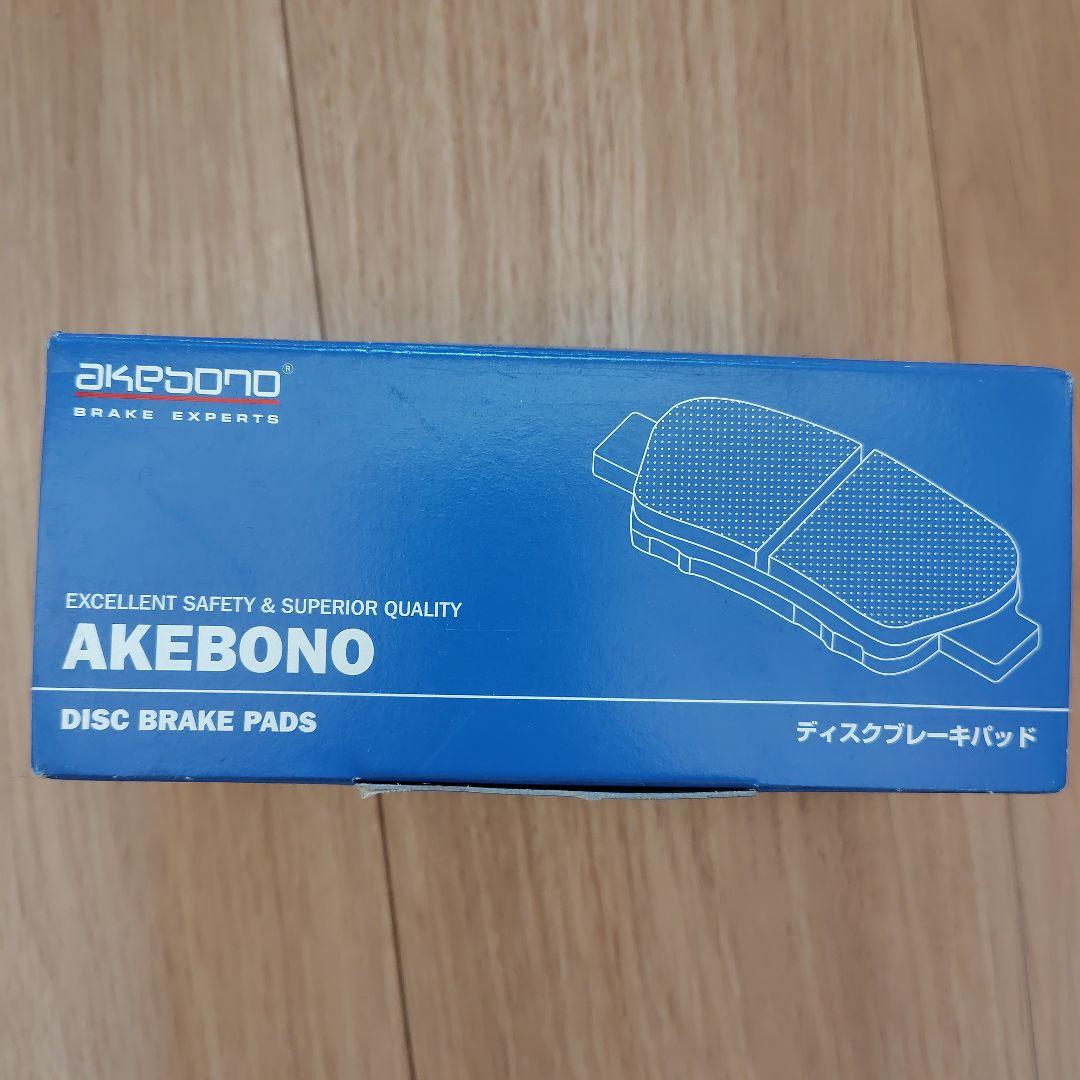 akebono®
BRAKE EXPERTS
EXCELLENT SAFETY & SUPERIOR QUALITY
AKEBONO
DISC BRAKE PADS
ディスクブレーキパッド